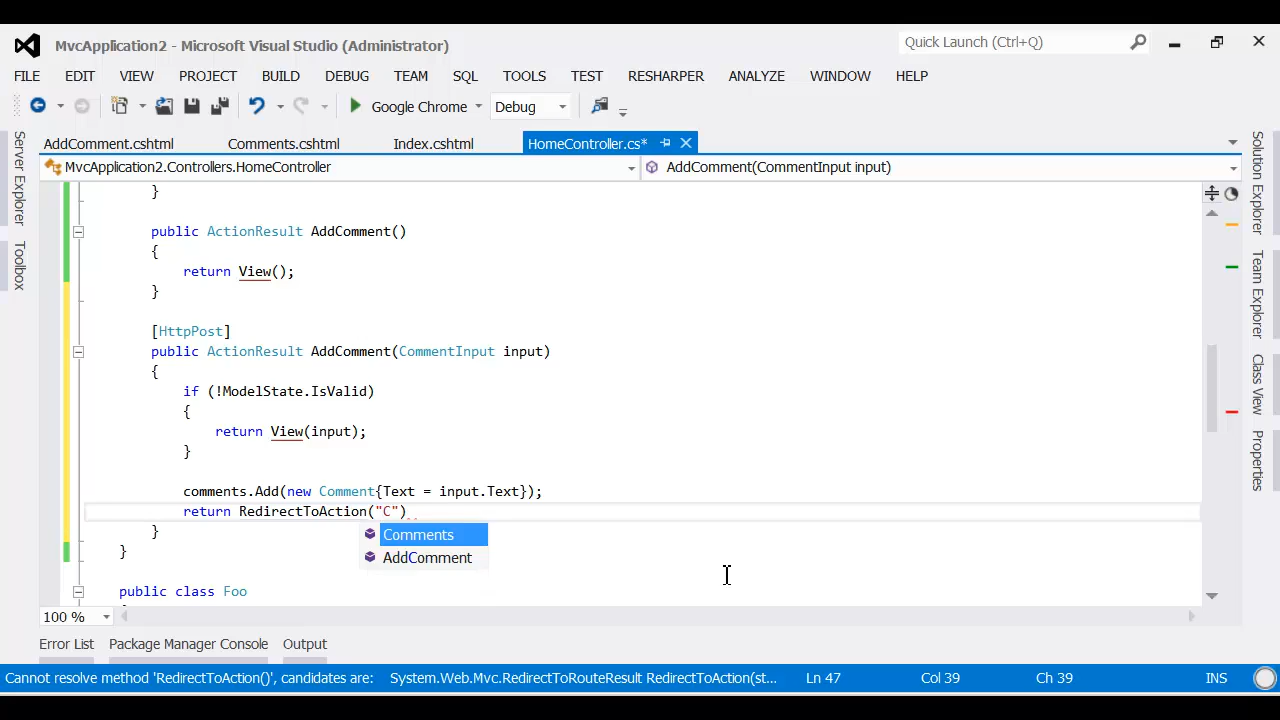 MvcApplication2 - Microsoft Visual Studio (Administrator)
Quick Launch (Ctrl+Q)
FILE EDIT VIEW PROJECT BUILD DEBUG TEAM SQL TOOLS TEST RESHARPER ANALYZE WINDOW HELP
Google Chrome Debug
AddComment.cshtml Comments.cshtml Index.cshtml HomeController.cs*
MvcApplication2.Controllers.HomeController AddComment(CommentInput input)
Server Explorer
Toolbox
}
public ActionResult AddComment()
{
return View();
}
[HttpPost]
public ActionResult AddComment(CommentInput input)
{
if (!ModelState.IsValid)
{
return View(input);
}
comments.Add(new Comment{Text = input.Text});
return RedirectToAction("C")
}
Comments
}
AddComment
public class Foo
Solution Explorer
Team Explorer
Class View
Properties
100 %
Error List Package Manager Console Output
Cannot resolve method 'RedirectToAction()', candidates are: System.Web.Mvc.RedirectToRouteResult RedirectToAction(st... Ln 47 Col 39 Ch 39 INS